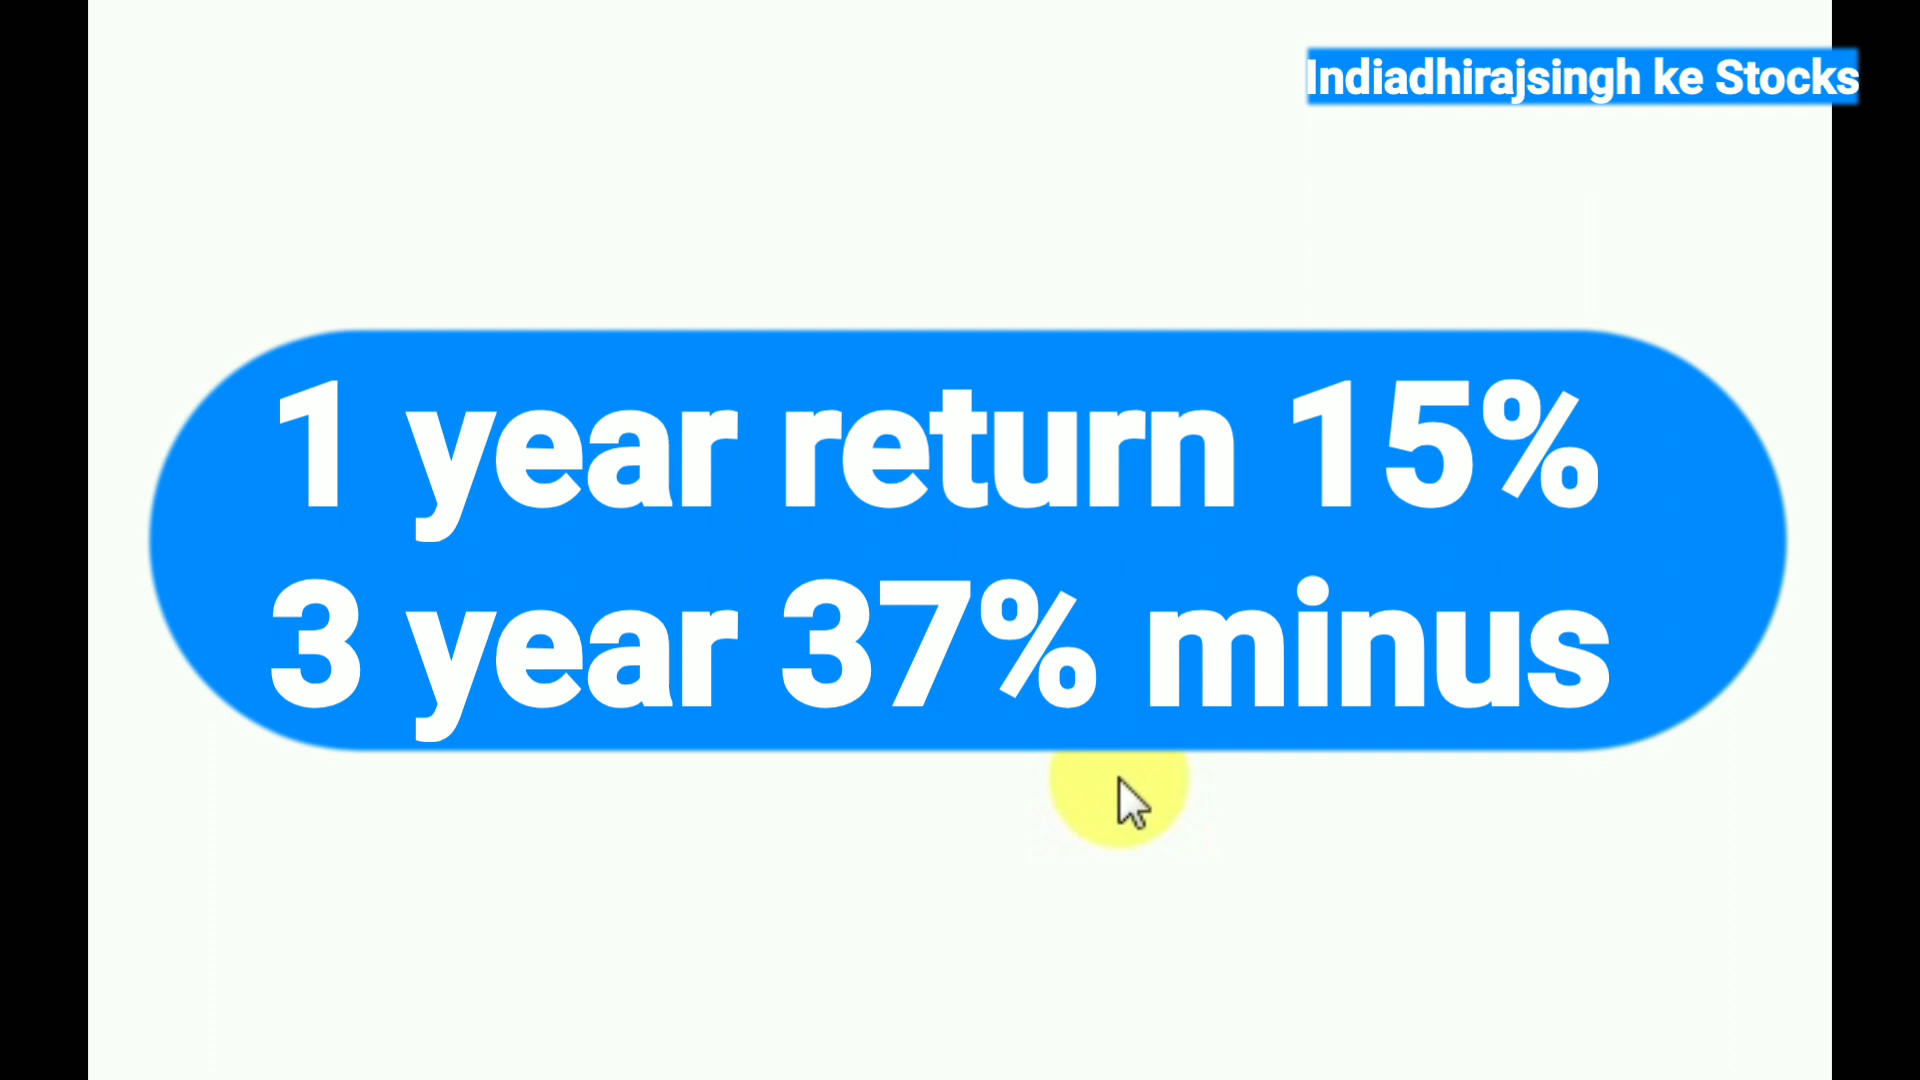 Indiadhirajsingh ke Stocks
1 year return 15%
3 year 37% minus